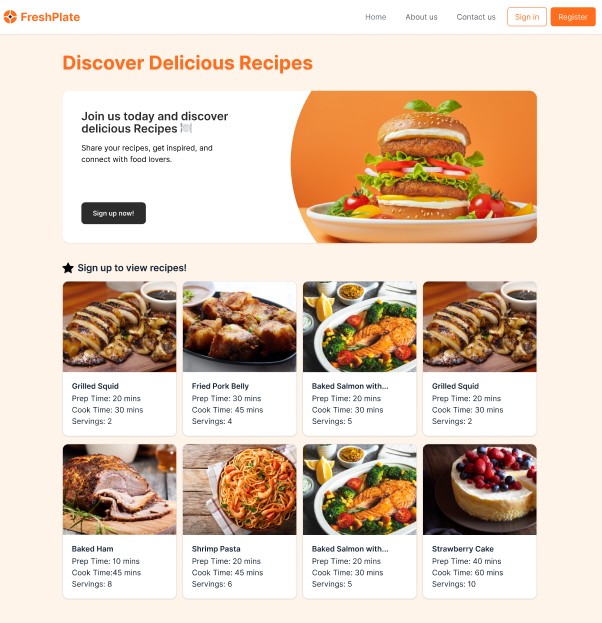 FreshPlate
Home
About us
Contact us
Sign in
Register
Discover Delicious Recipes
Join us today and discover
delicious Recipes 🍽
Share your recipes, get inspired, and
connect with food lovers.
Sign up now!
Sign up to view recipes!
Grilled Squid
Prep Time: 20 mins
Cook Time: 30 mins
Servings: 2
Fried Pork Belly
Prep Time: 30 mins
Cook Time: 45 mins
Servings: 4
Baked Salmon with...
Prep Time: 20 mins
Cook Time: 30 mins
Servings: 5
Grilled Squid
Prep Time: 20 mins
Cook Time: 30 mins
Servings: 2
Baked Ham
Prep Time: 10 mins
Cook Time:45 mins
Servings: 8
Shrimp Pasta
Prep Time: 20 mins
Cook Time: 45 mins
Servings: 6
Baked Salmon with...
Prep Time: 20 mins
Cook Time: 30 mins
Servings: 5
Strawberry Cake
Prep Time: 40 mins
Cook Time: 60 mins
Servings: 10